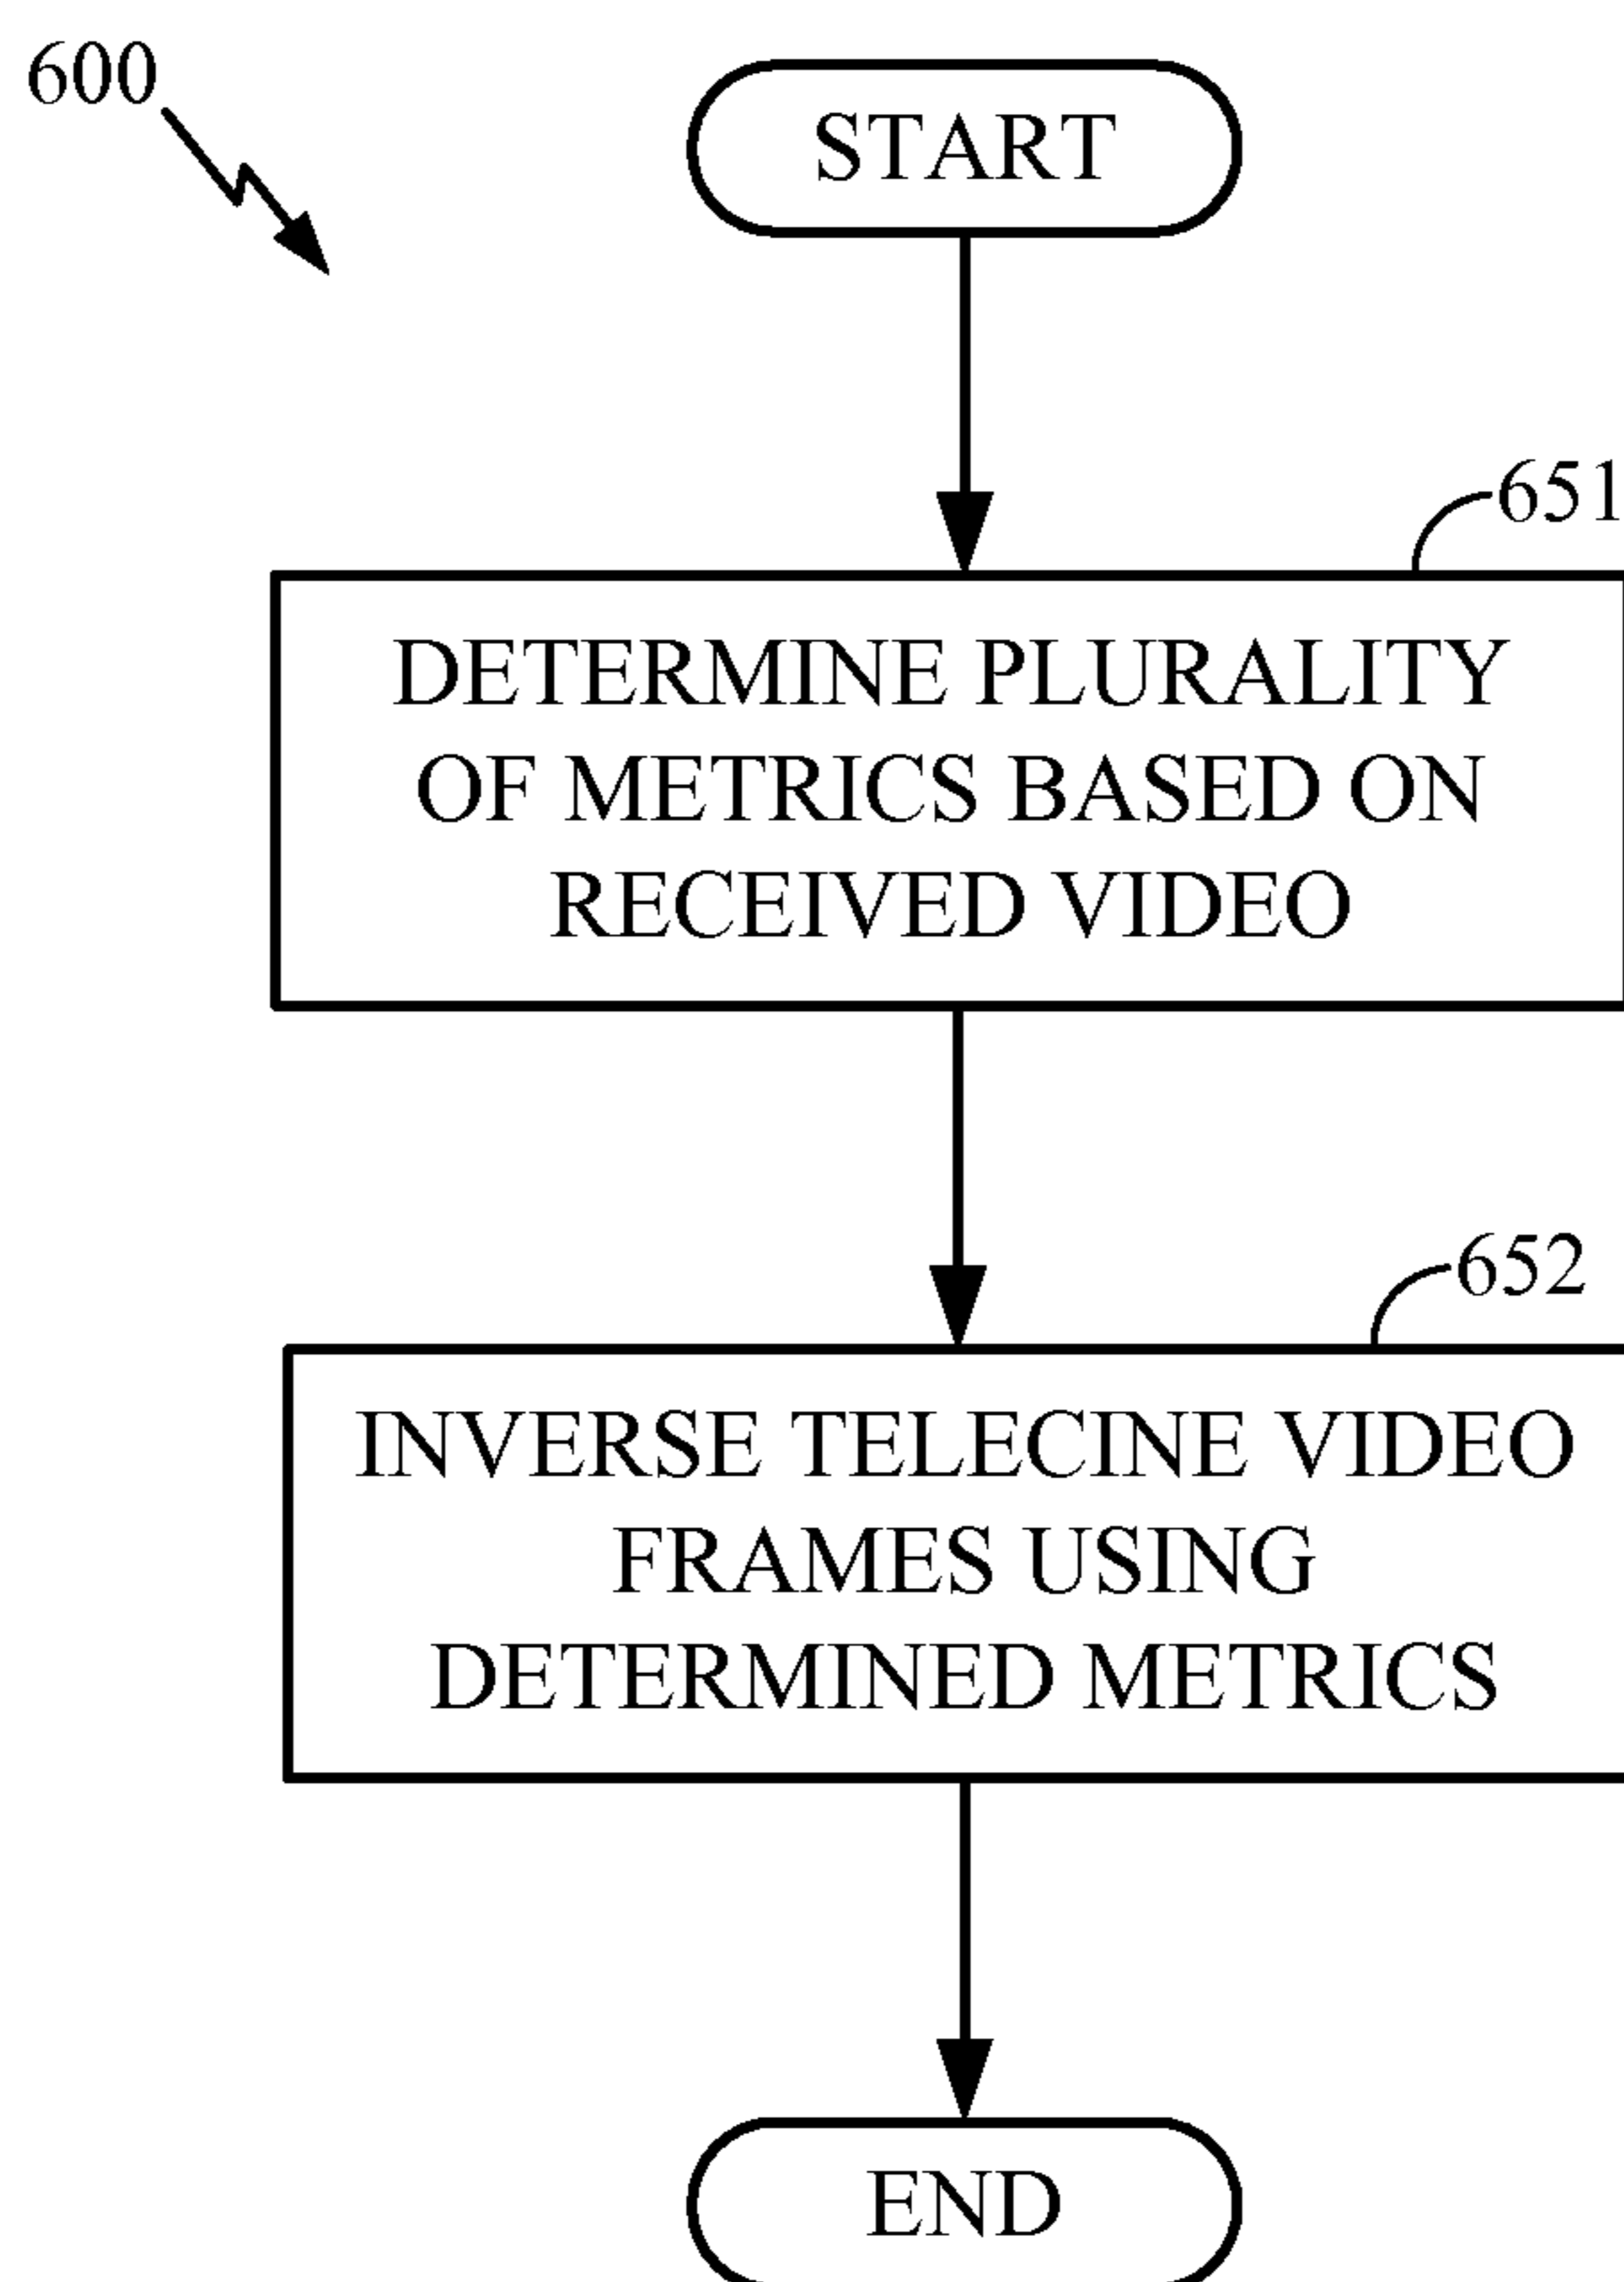 600
START
651
DETERMINE PLURALITY
OF METRICS BASED ON
RECEIVED VIDEO
652
INVERSE TELECINE VIDEO
FRAMES USING
DETERMINED METRICS
END